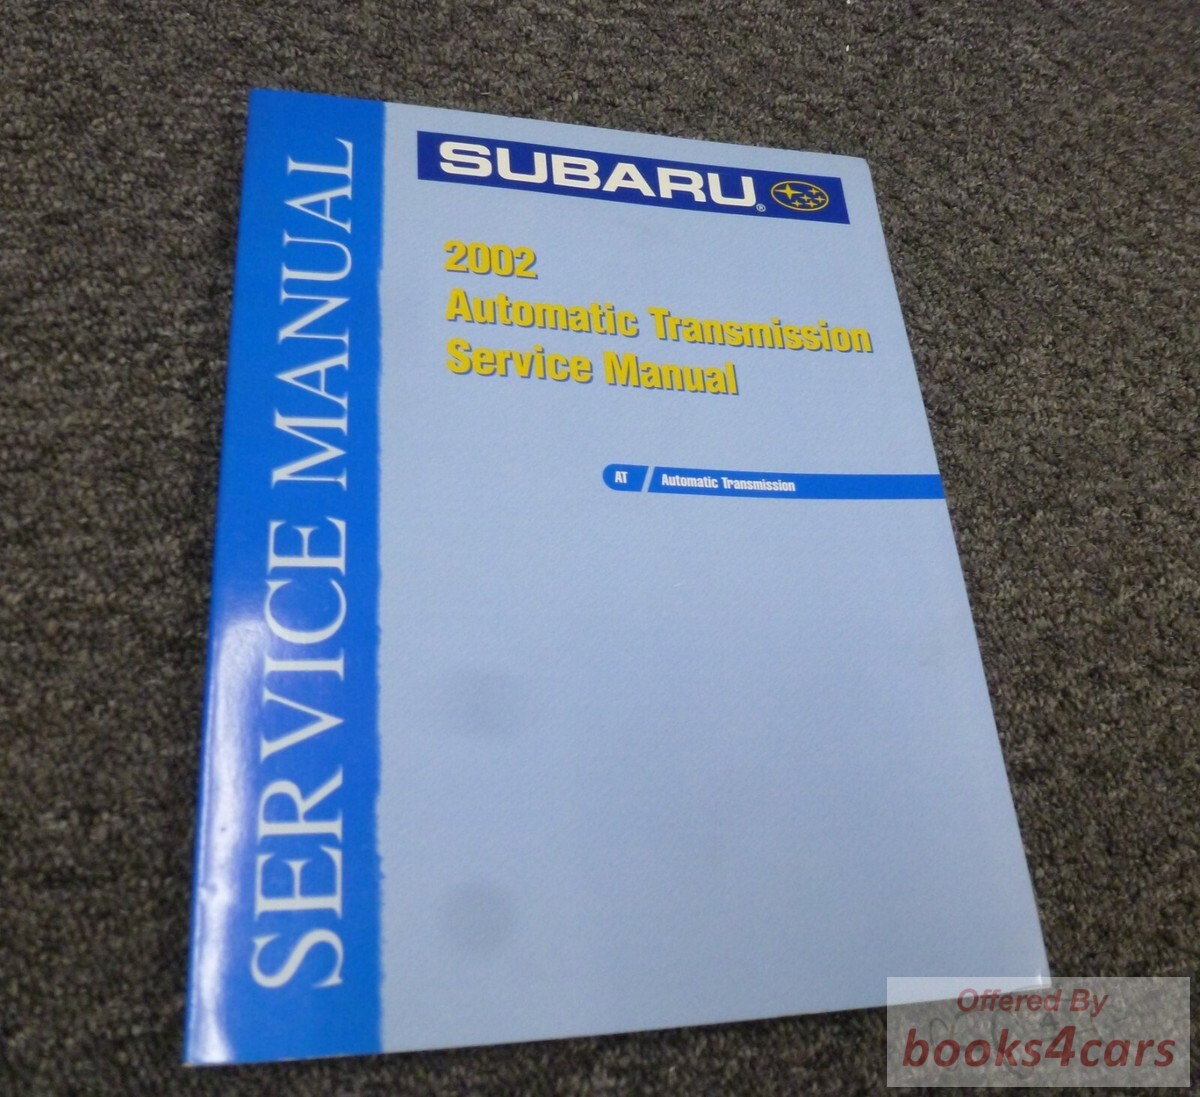 SERVICE MANUAL
SUBARU®
2002
Automatic Transmission
Service Manual
AT Automatic Transmission
Offered By
books4cars